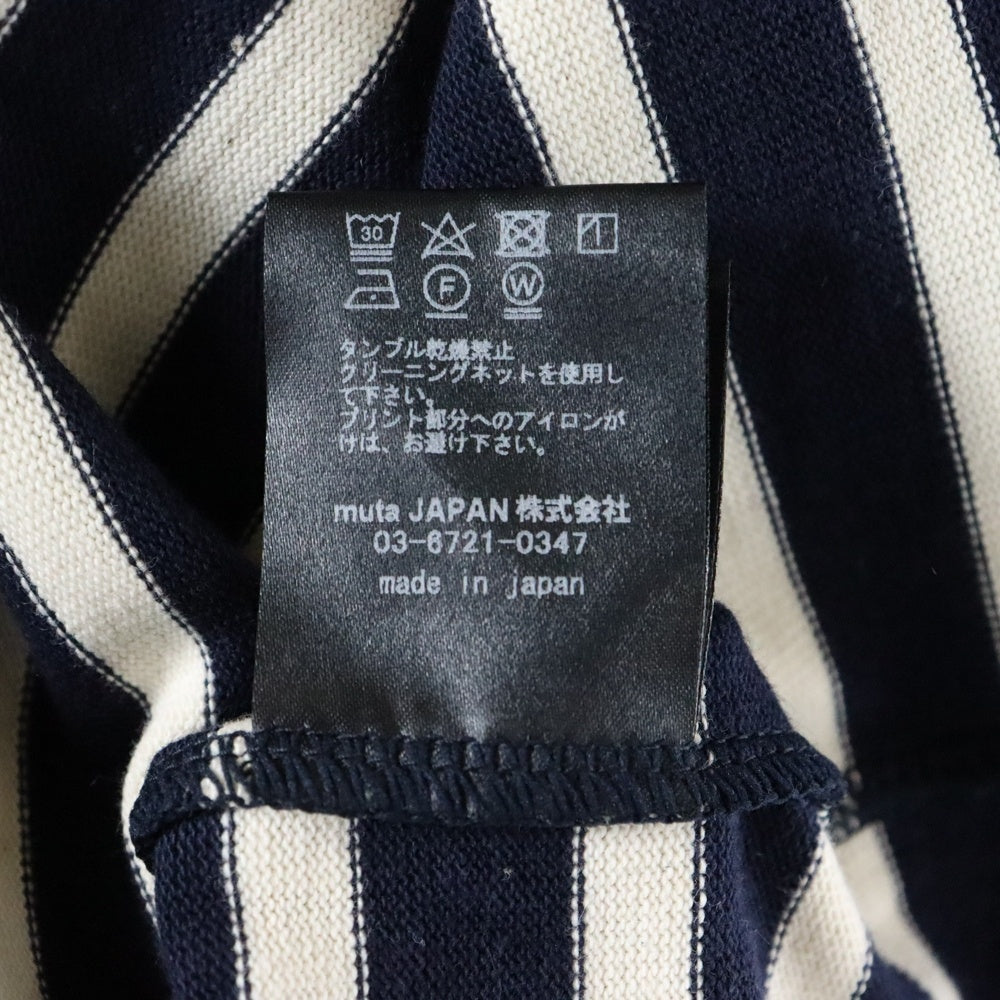 30
F W
タンブル乾燥禁止
クリーニングネットを使用し
て下さい。
プリント部分へのアイロンが
けは、お避け下さい。
muta JAPAN 株式会社
03-6721-0347
made in japan